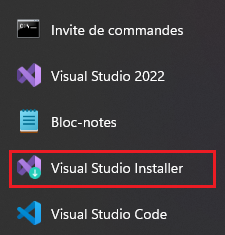 Invite de commandes
Visual Studio 2022
Bloc-notes
Visual Studio Installer
Visual Studio Code